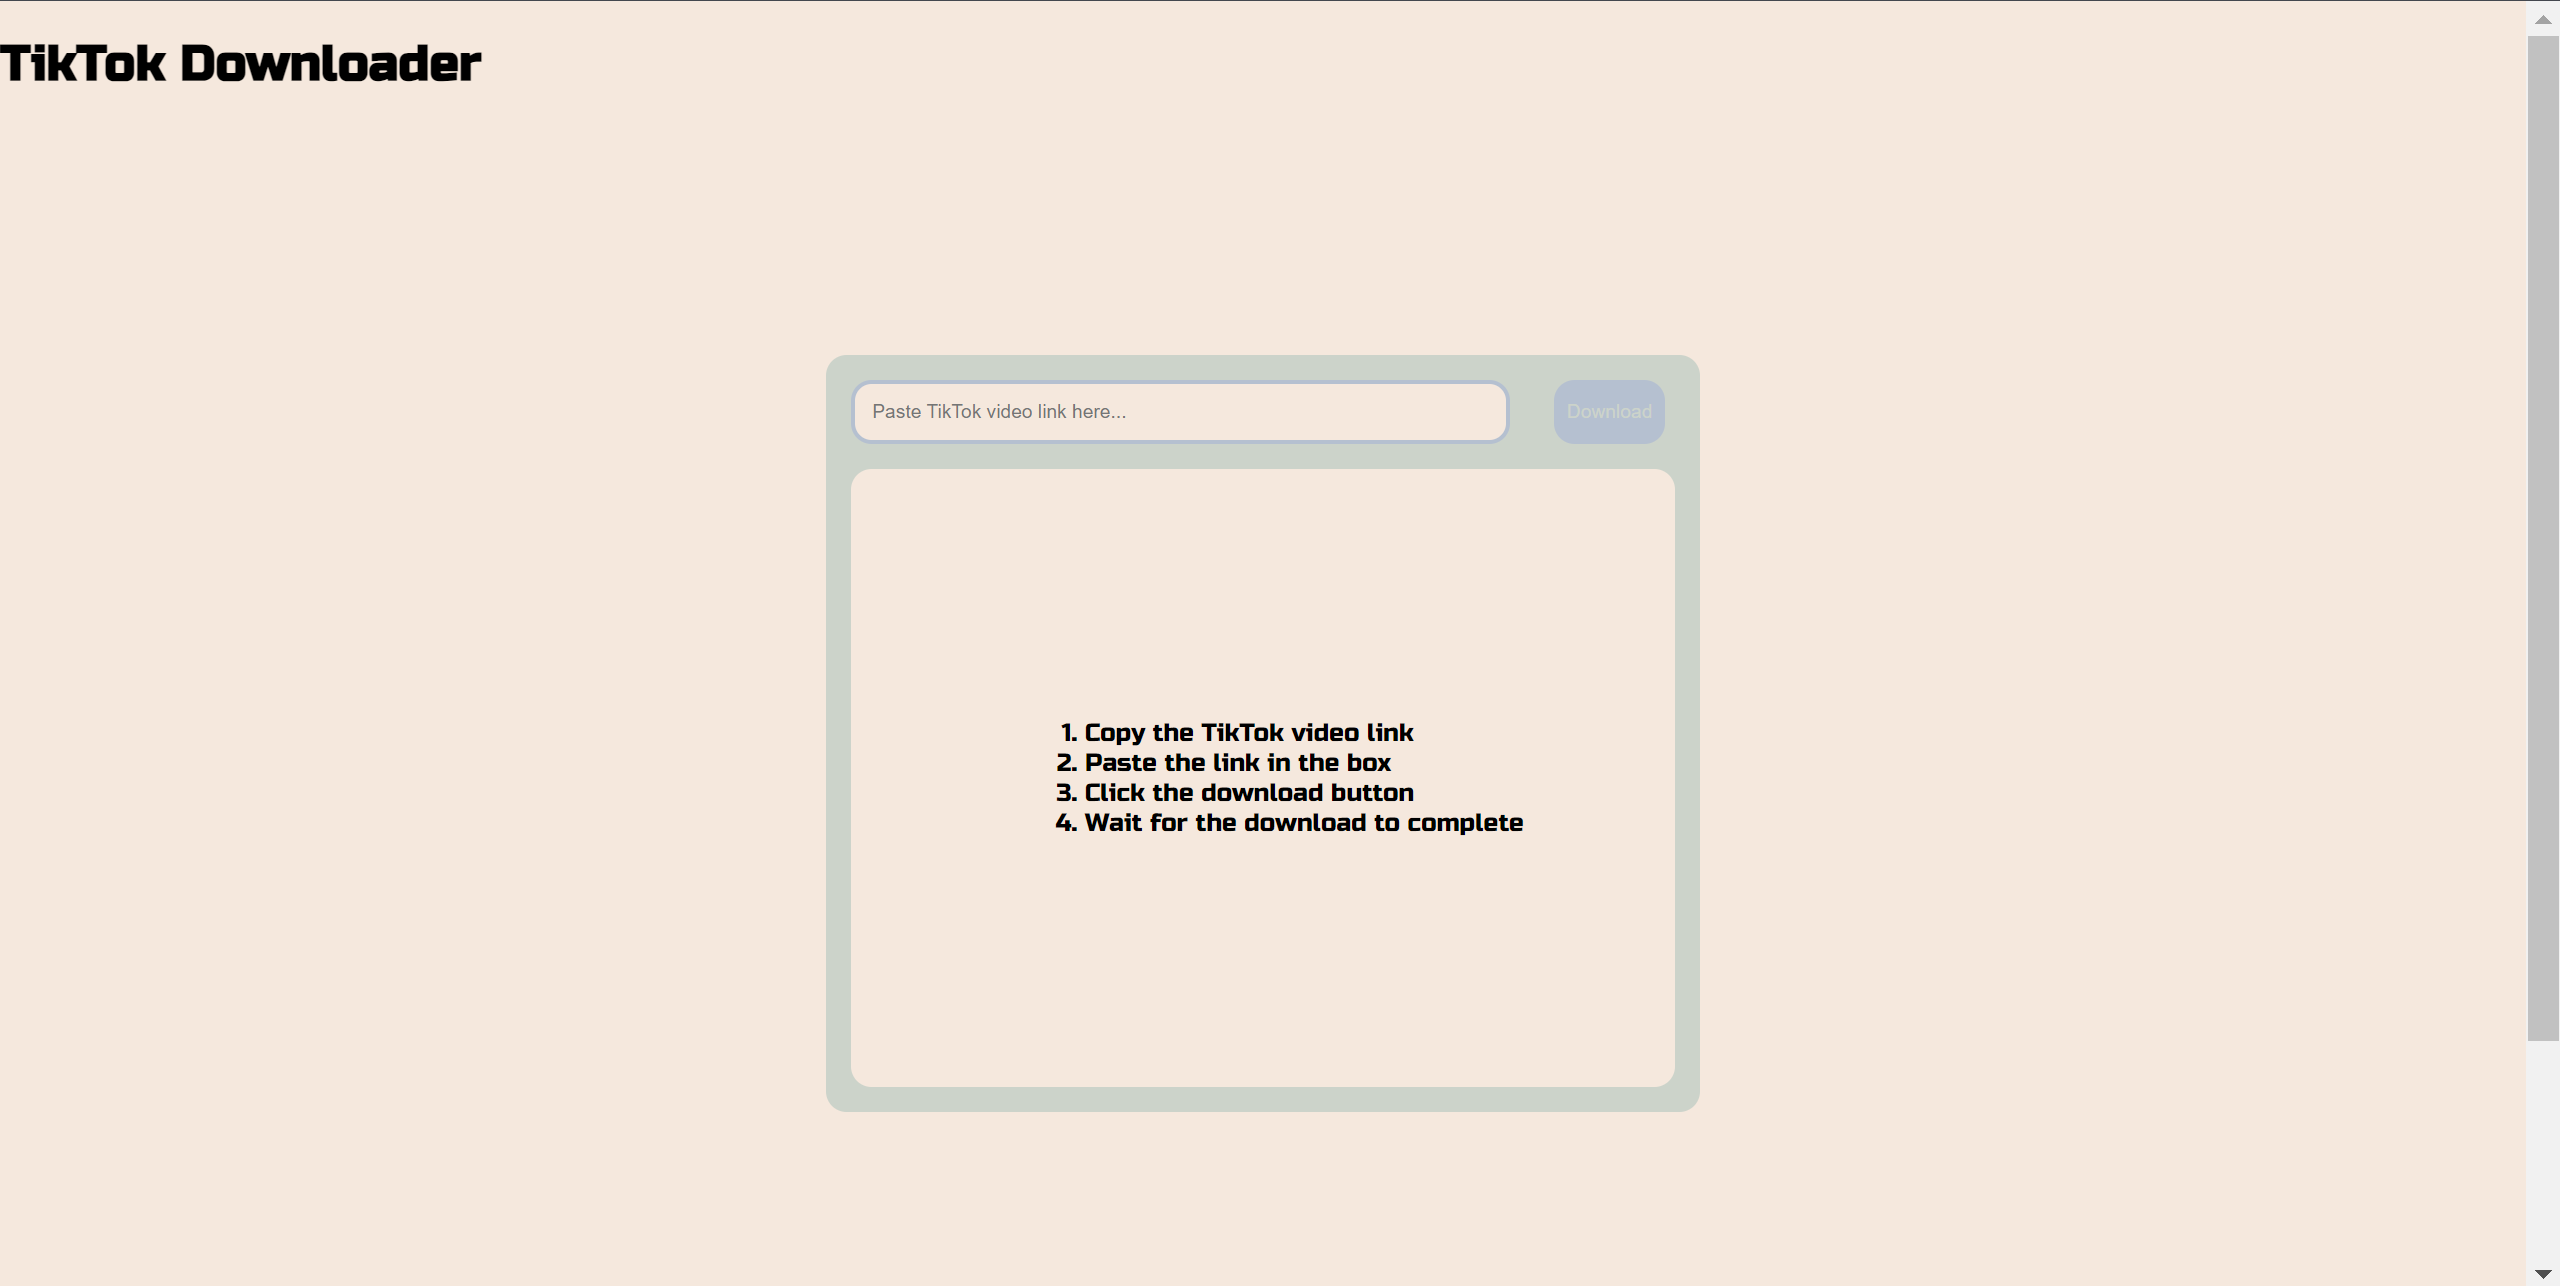 TikTok Downloader
Paste TikTok video link here...
Download
1. Copy the TikTok video link
2. Paste the link in the box
3. Click the download button
4. Wait for the download to complete